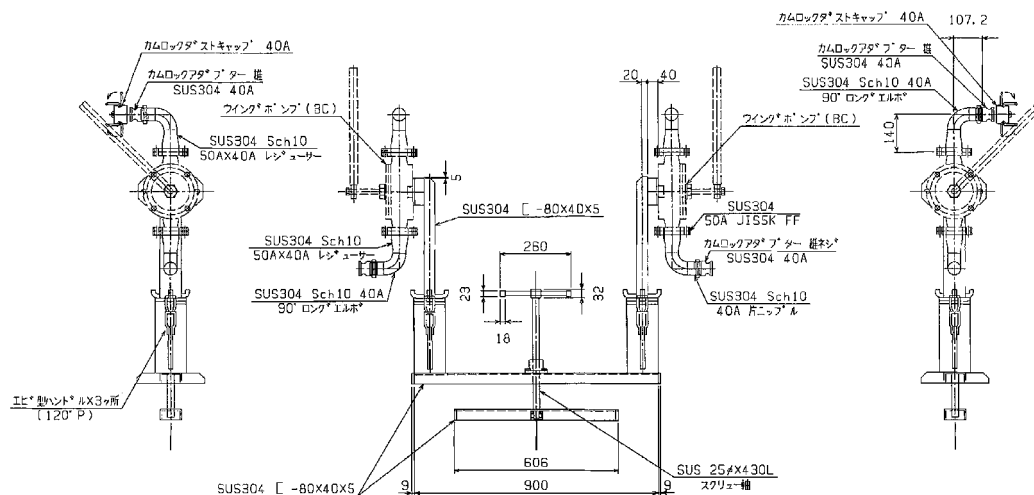 カムロックダストキャップ 40A
カムロックアダプター 雄
SUS304 40A
SUS304 Sch10
50AX40A レジューサー
エビ型ハンドルX3ヶ所
(120°P)
ウイングポンプ(BC)
20
40
5
SUS304 [ -80X40X5
SUS304 Sch10
50AX40A レジューサー
SUS304 Sch10 40A
90°ロングエルボ
260
23
32
18
606
900
9
9
SUS304 [ -80X40X5
SUS 25φX430L
スクリュー軸
ウイングポンプ(BC)
SUS304
50A JIS5K FF
カムロックアダプター 雄ネジ
SUS304 40A
SUS304 Sch10
40A 片ニップル
カムロックダストキャップ 40A
107.2
カムロックアダプター 雄
SUS304 40A
SUS304 Sch10 40A
90°ロングエルボ
140